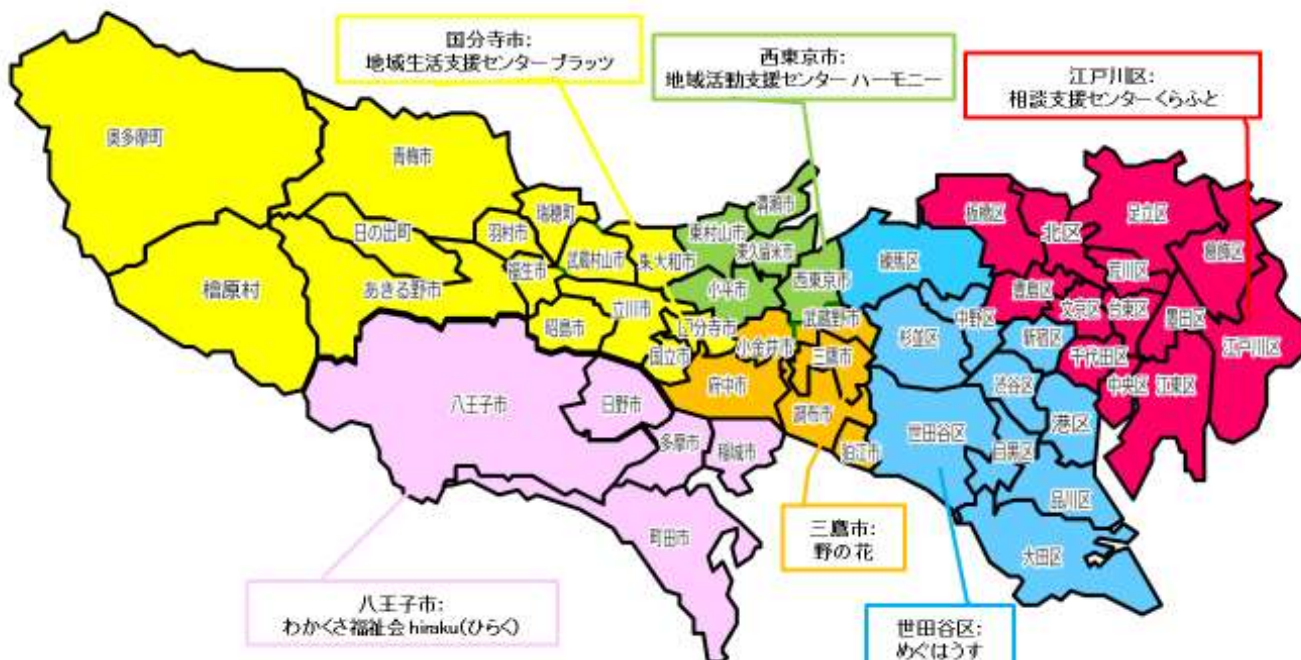 国分寺市:
地域生活支援センタープラッツ
西東京市:
地域活動支援センター ハーモニー
江戸川区:
相談支援センターくらふと
奥多摩町
青梅市
清瀬市
板橋区
足立区
瑞穂町
羽村市
日の出町
東村山市
北区
葛飾区
武蔵村山市
東大和市
東久留米市
練馬区
福生市
荒川区
西東京市
檜原村
あきる野市
小平市
豊島区
文京区
台東区
墨田区
立川市
昭島市
国分寺市
武蔵野市
中野区
杉並区
新宿区
江戸川区
国立市
小金井市
三鷹市
千代田区
渋谷区
中央区
江東区
府中市
八王子市
日野市
調布市
港区
世田谷区
多摩市
稲城市
狛江市
目黒区
品川区
町田市
三鷹市:
野の花
大田区
八王子市:
わかくさ福祉会 hiraku(ひらく)
世田谷区:
めぐはうす